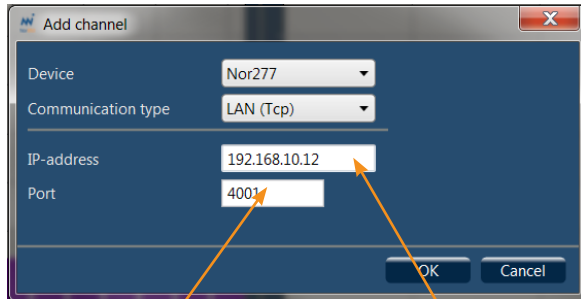 Add channel
Device Nor277
Communication type LAN (Tcp)
IP-address 192.168.10.12
Port 4001
OK Cancel